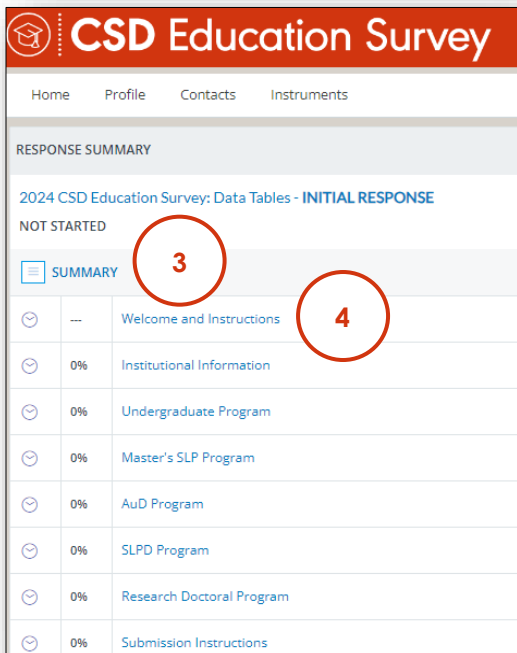 CSD Education Survey
Home Profile Contacts Instruments
RESPONSE SUMMARY
2024 CSD Education Survey: Data Tables - INITIAL RESPONSE
NOT STARTED
SUMMARY 3
--- Welcome and Instructions 4
0% Institutional Information
0% Undergraduate Program
0% Master's SLP Program
0% AuD Program
0% SLPD Program
0% Research Doctoral Program
0% Submission Instructions